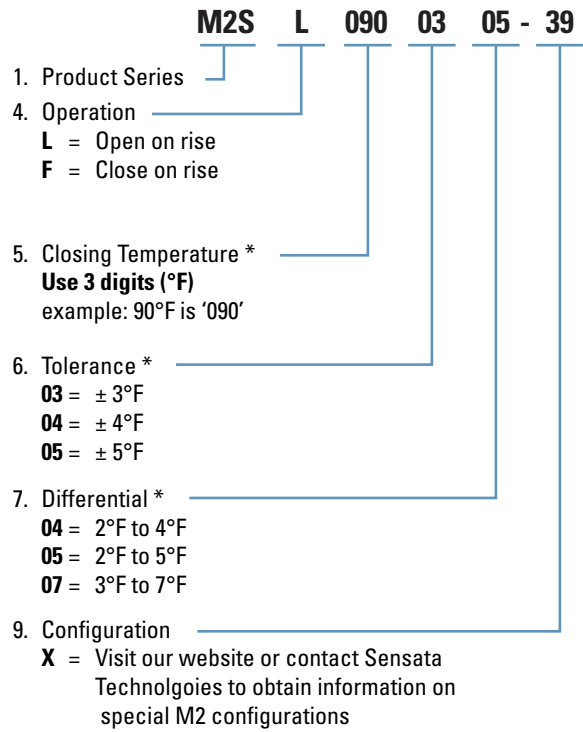 M2S L 090 03 05 - 39
1. Product Series
4. Operation
L = Open on rise
F = Close on rise
5. Closing Temperature *
Use 3 digits (°F)
example: 90°F is ‘090’
6. Tolerance *
03 = ± 3°F
04 = ± 4°F
05 = ± 5°F
7. Differential *
04 = 2°F to 4°F
05 = 2°F to 5°F
07 = 3°F to 7°F
9. Configuration
X = Visit our website or contact Sensata
Technolgoies to obtain information on
special M2 configurations